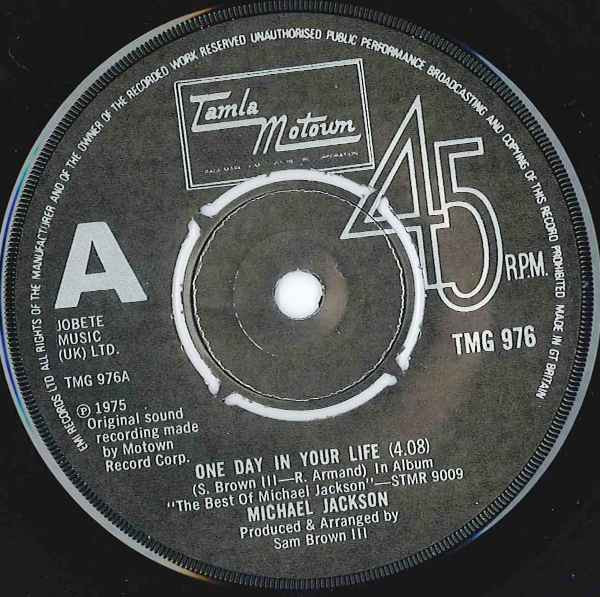 EMI RECORDS LTD ALL RIGHTS OF THE MANUFACTURER AND OF THE OWNER OF THE RECORDED WORK RESERVED UNAUTHORISED PUBLIC PERFORMANCE BROADCASTING AND COPYING OF THIS RECORD PROHIBITED MADE IN GT BRITAIN
Tamla
Motown
45
R.P.M.
A
JOBETE
MUSIC
(UK) LTD.
TMG 976
TMG 976A
℗ 1975
Original sound
recording made
by Motown
Record Corp.
ONE DAY IN YOUR LIFE (4.08)
(S. Brown III—R. Armand) In Album
"The Best Of Michael Jackson"—STMR 9009
MICHAEL JACKSON
Produced & Arranged by
Sam Brown III